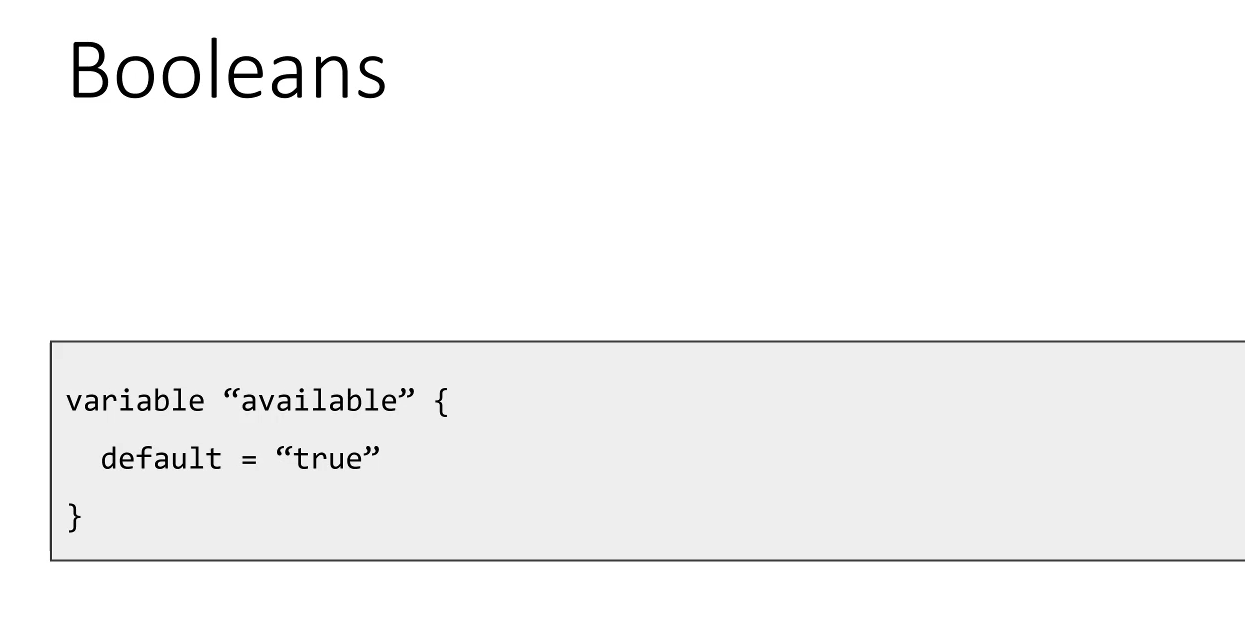 Booleans
variable “available” {
  default = “true”
}